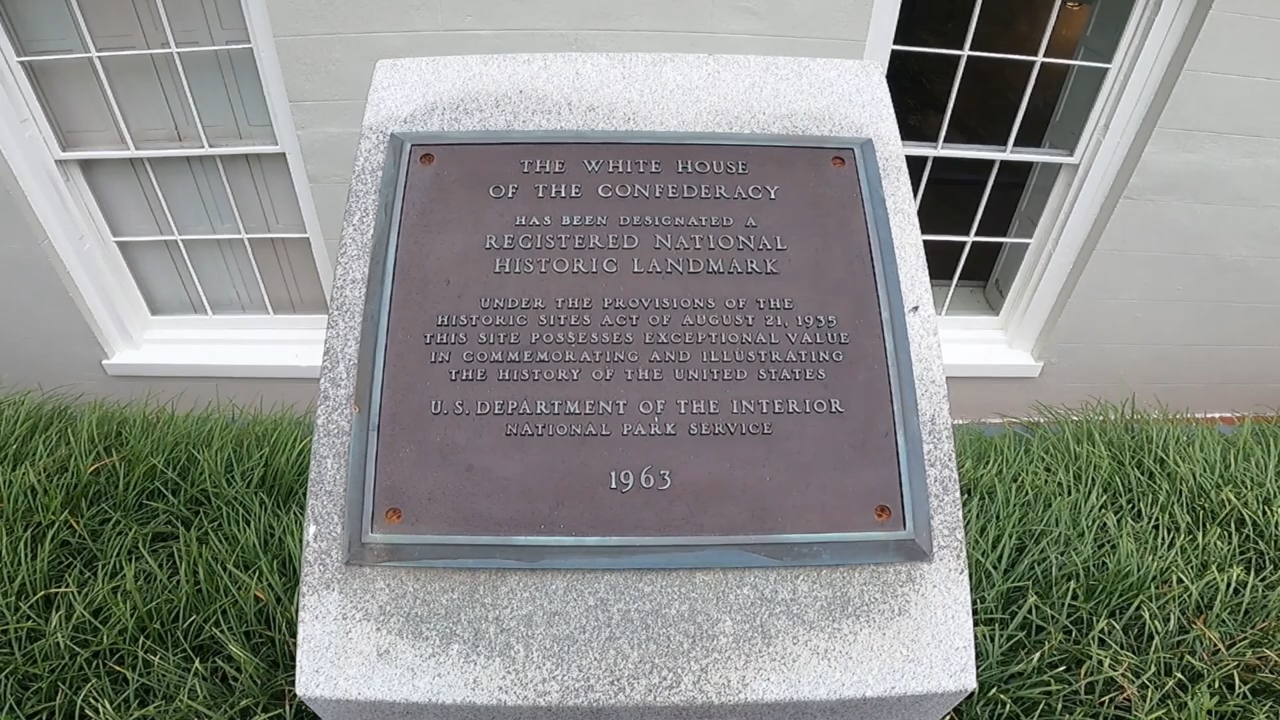 THE WHITE HOUSE
OF THE CONFEDERACY
HAS BEEN DESIGNATED A
REGISTERED NATIONAL
HISTORIC LANDMARK
UNDER THE PROVISIONS OF THE
HISTORIC SITES ACT OF AUGUST 21, 1935
THIS SITE POSSESSES EXCEPTIONAL VALUE
IN COMMEMORATING AND ILLUSTRATING
THE HISTORY OF THE UNITED STATES
U. S. DEPARTMENT OF THE INTERIOR
NATIONAL PARK SERVICE
1963